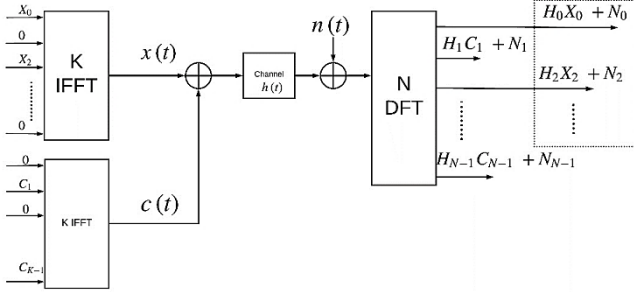 X₀
0
X₂
0
K
IFFT
x(t)
0
C₁
0
C_{K-1}
K IFFT
c(t)
Channel
h(t)
n(t)
N
DFT
H₀X₀ + N₀
H₁C₁ + N₁
H₂X₂ + N₂
H_{N-1}C_{N-1} + N_{N-1}